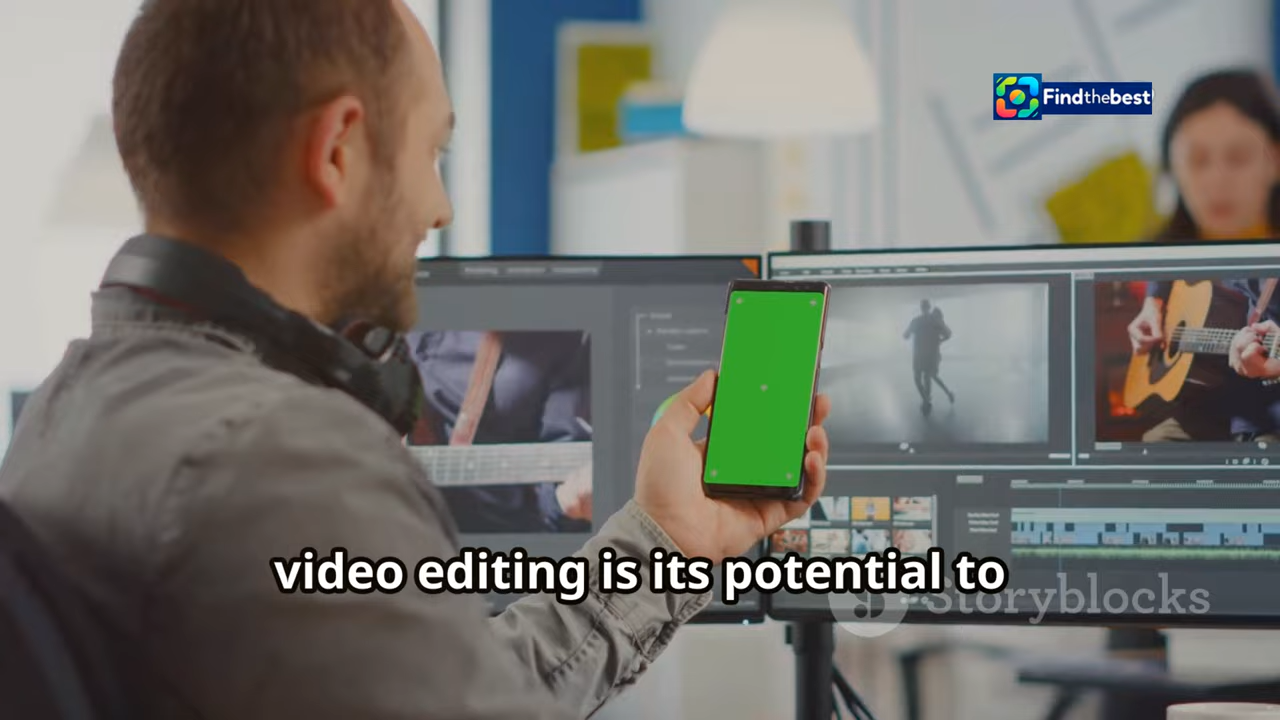 Findthebest
video editing is its potential to
Storyblocks